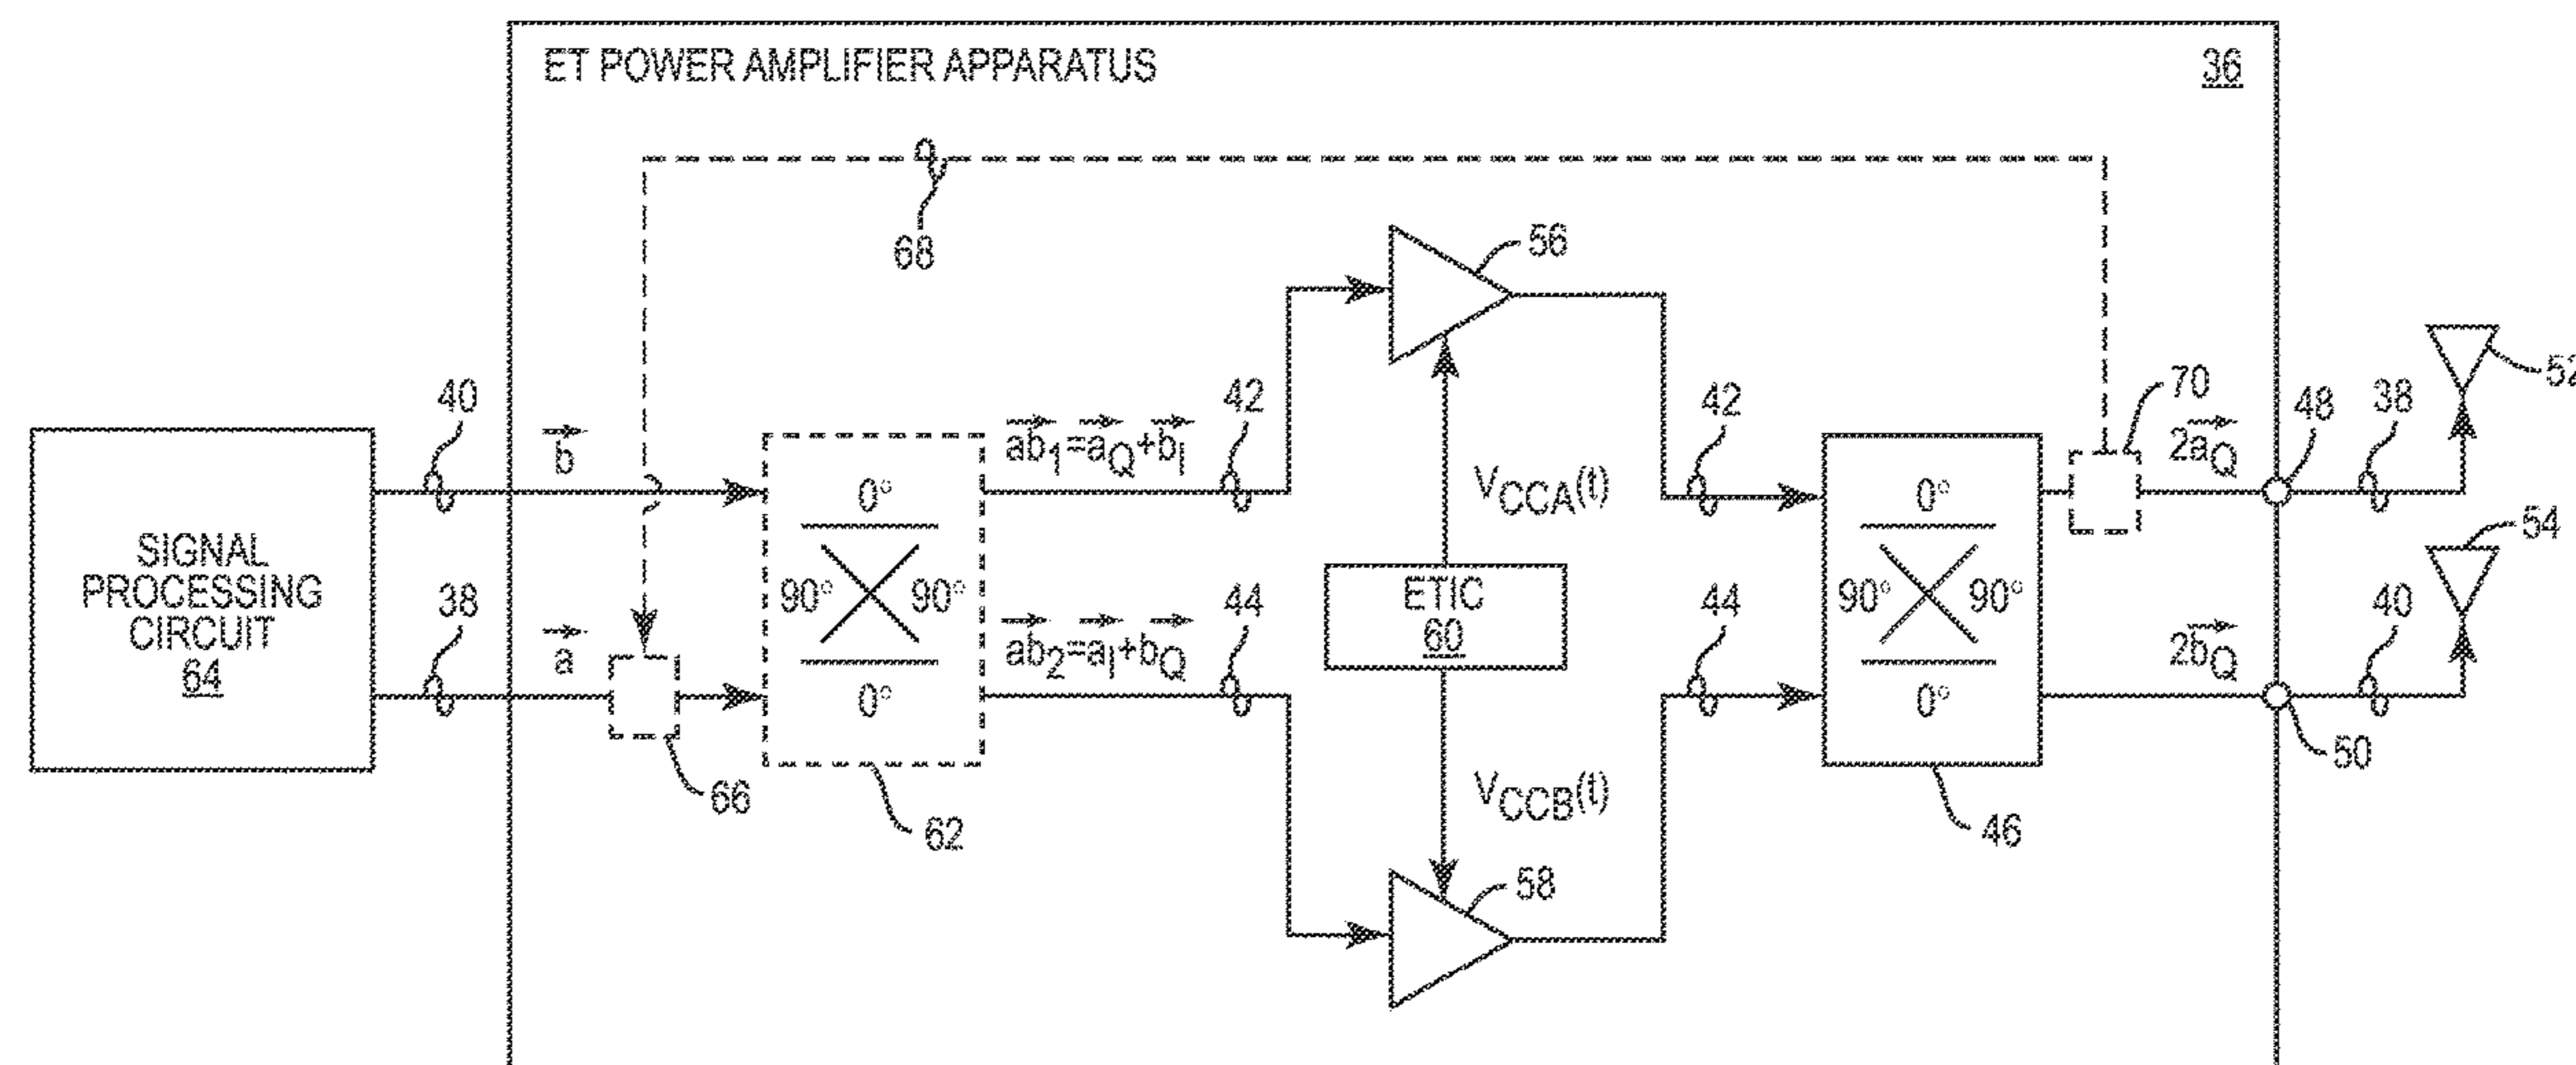 ET POWER AMPLIFIER APPARATUS
36
68
56
52
40
b
ab1=aQ+bI
42
42
70
2aQ
48
38
SIGNAL
PROCESSING
CIRCUIT
64
0°
90° 90°
0°
VCCA(t)
0°
90° 90°
0°
54
38
a
ab2=aI+bQ
44
ETIC
60
44
2bQ
40
50
66
62
VCCB(t)
58
46